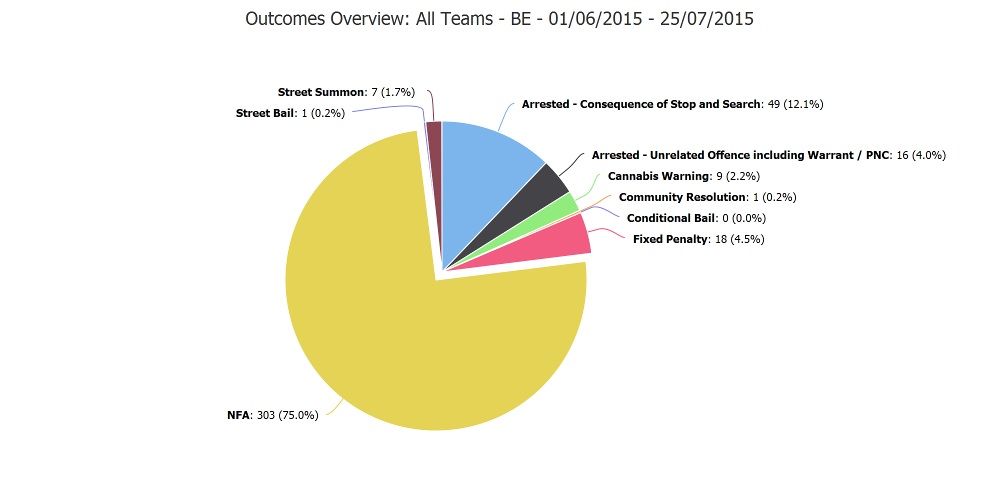 Outcomes Overview: All Teams - BE - 01/06/2015 - 25/07/2015
Street Summon: 7 (1.7%)
Arrested - Consequence of Stop and Search: 49 (12.1%)
Street Bail: 1 (0.2%)
Arrested - Unrelated Offence including Warrant / PNC: 16 (4.0%)
Cannabis Warning: 9 (2.2%)
Community Resolution: 1 (0.2%)
Conditional Bail: 0 (0.0%)
Fixed Penalty: 18 (4.5%)
NFA: 303 (75.0%)